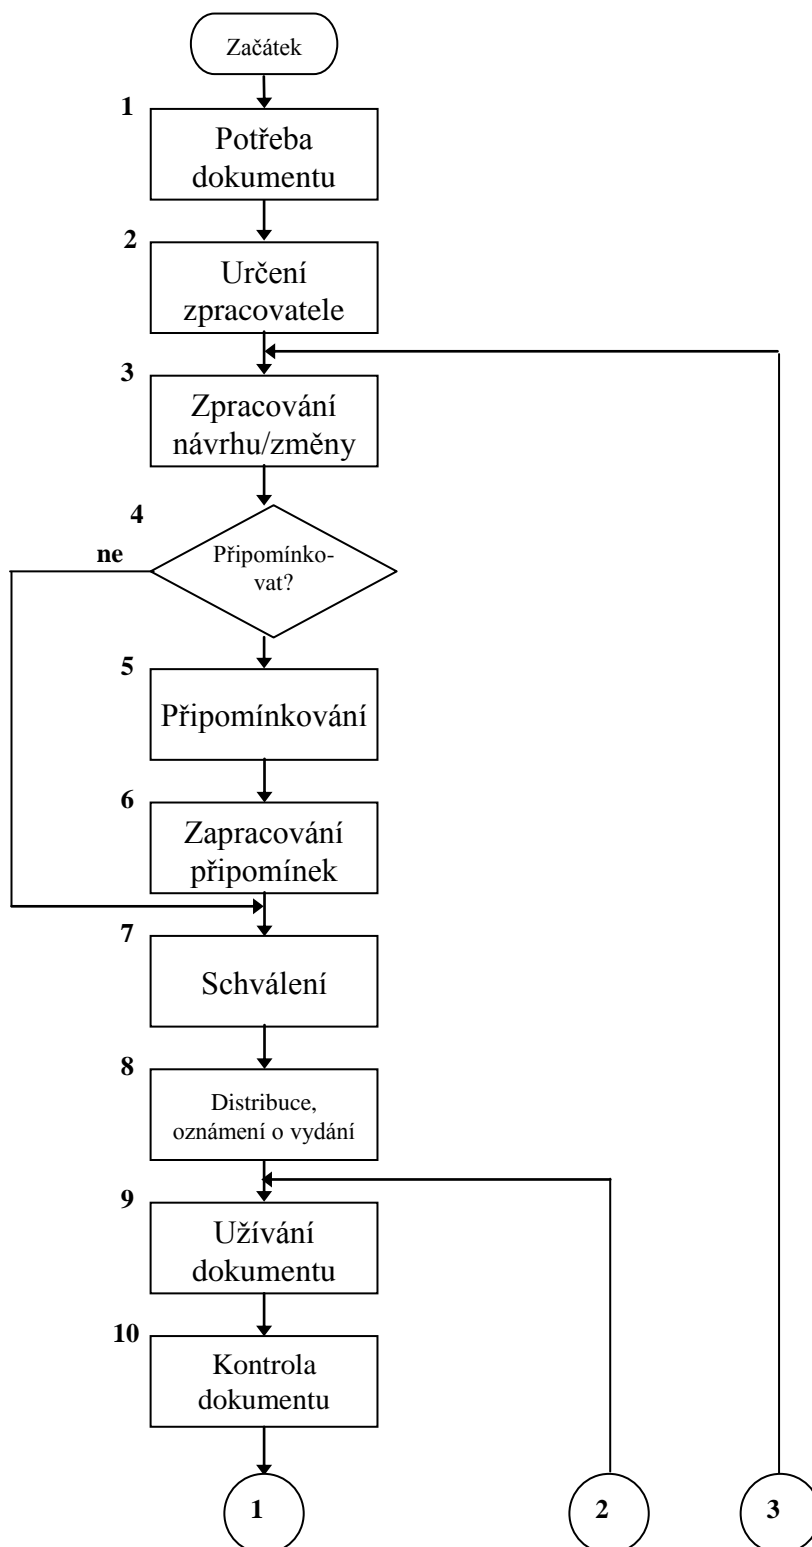 Začátek
1
Potřeba
dokumentu
2
Určení
zpracovatele
3
Zpracování
návrhu/změny
4
ne
Připomínko-
vat?
5
Připomínkování
6
Zapracování
připomínek
7
Schválení
8
Distribuce,
oznámení o vydání
9
Užívání
dokumentu
10
Kontrola
dokumentu
1
2
3